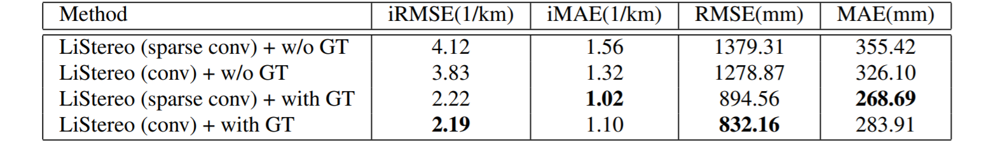 Method iRMSE(1/km) iMAE(1/km) RMSE(mm) MAE(mm)
LiStereo (sparse conv) + w/o GT 4.12 1.56 1379.31 355.42
LiStereo (conv) + w/o GT 3.83 1.32 1278.87 326.10
LiStereo (sparse conv) + with GT 2.22 1.02 894.56 268.69
LiStereo (conv) + with GT 2.19 1.10 832.16 283.91